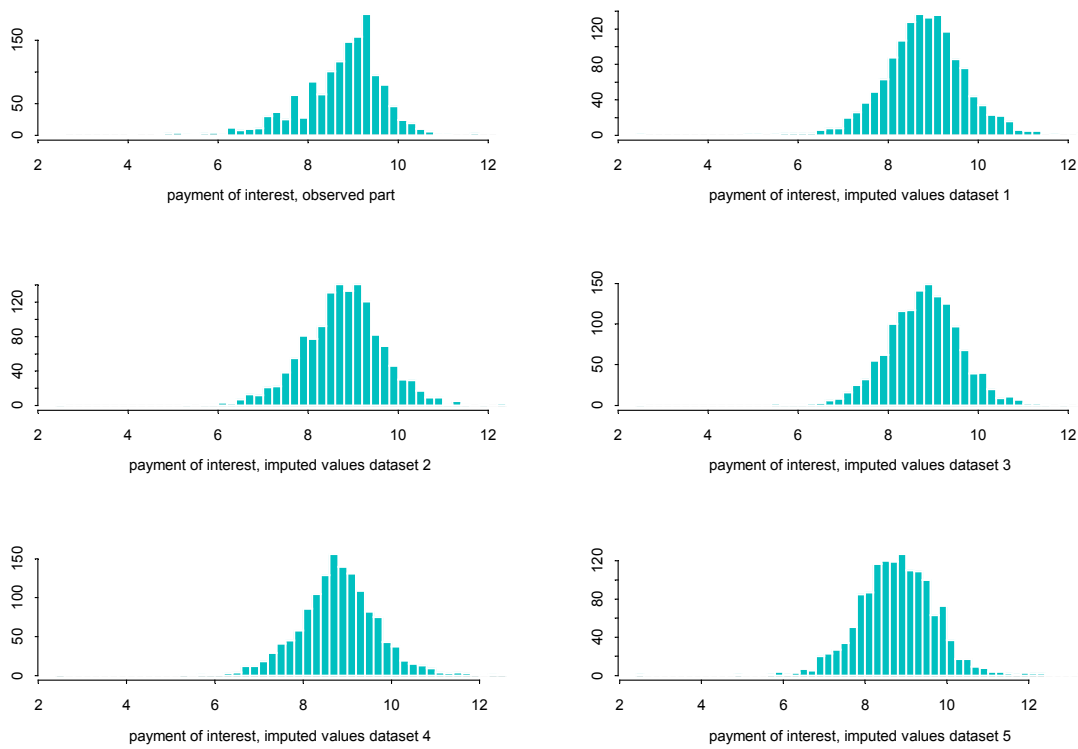 0 50 150
2 4 6 8 10 12
payment of interest, observed part
0 40 80 120
2 4 6 8 10 12
payment of interest, imputed values dataset 1
0 40 80 120
2 4 6 8 10 12
payment of interest, imputed values dataset 2
0 50 100 150
2 4 6 8 10 12
payment of interest, imputed values dataset 3
0 50 100 150
2 4 6 8 10 12
payment of interest, imputed values dataset 4
0 40 80 120
2 4 6 8 10 12
payment of interest, imputed values dataset 5